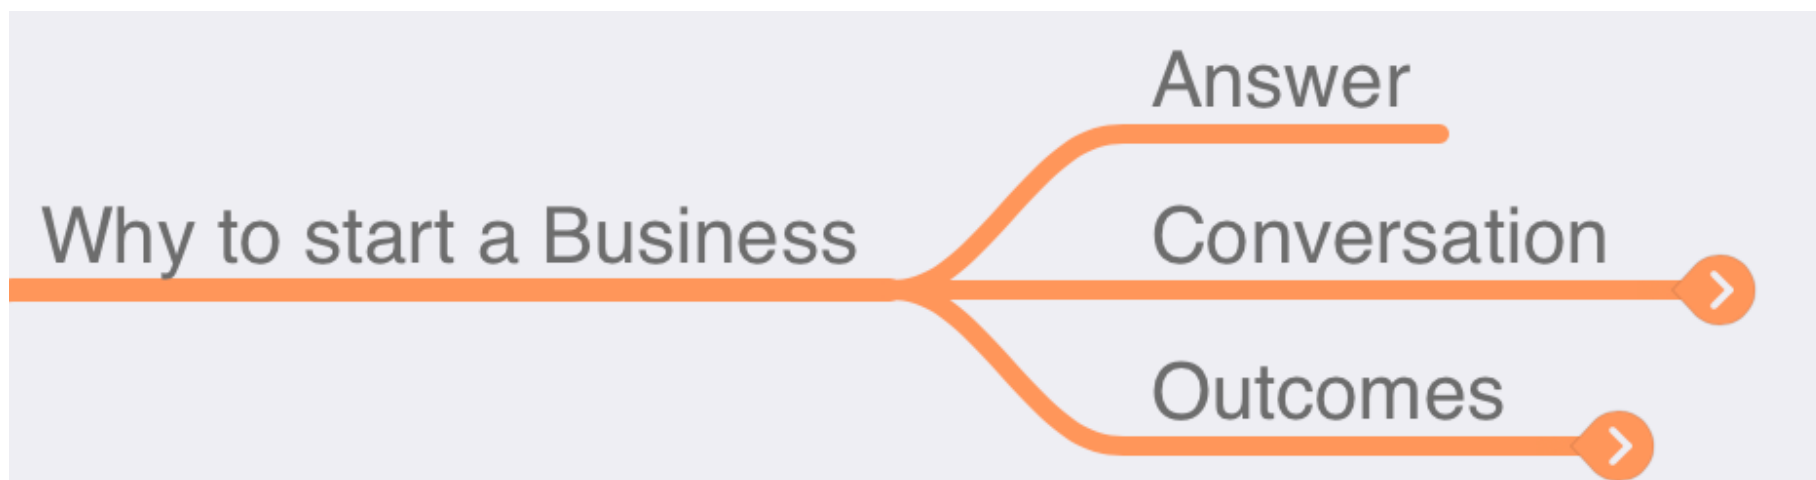 Answer
Why to start a Business
Conversation
Outcomes